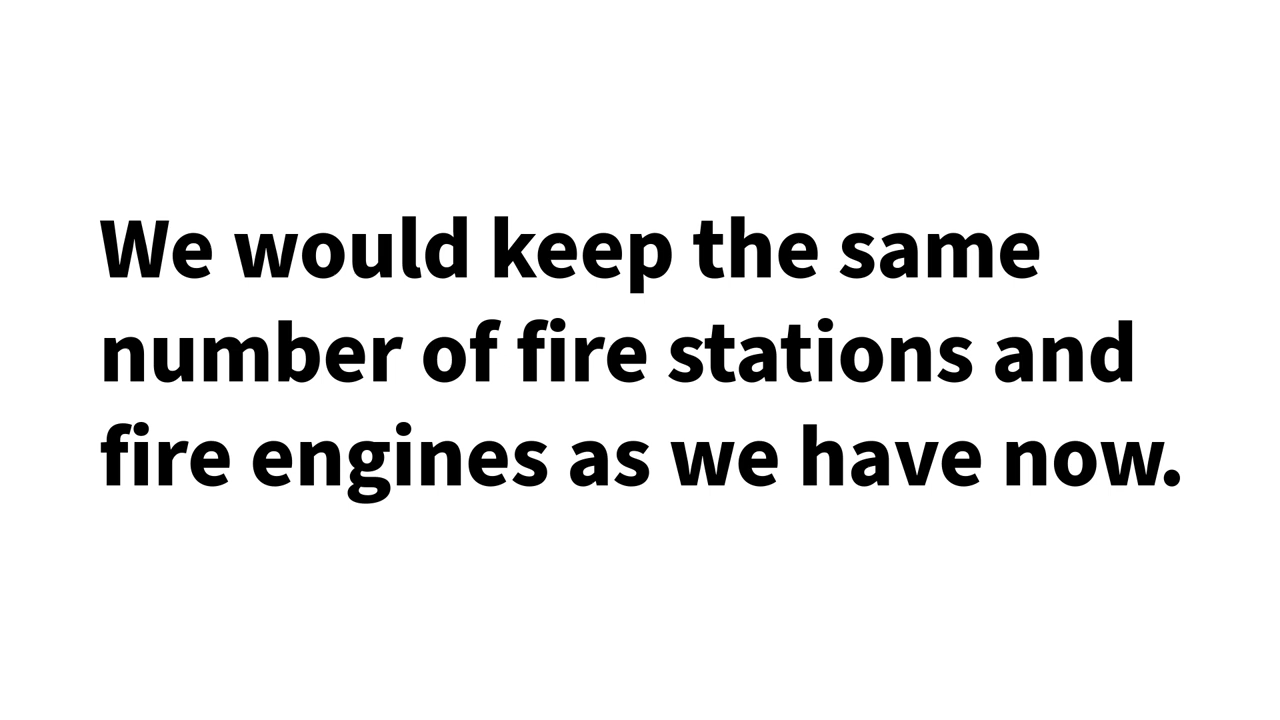 We would keep the same
number of fire stations and
fire engines as we have now.